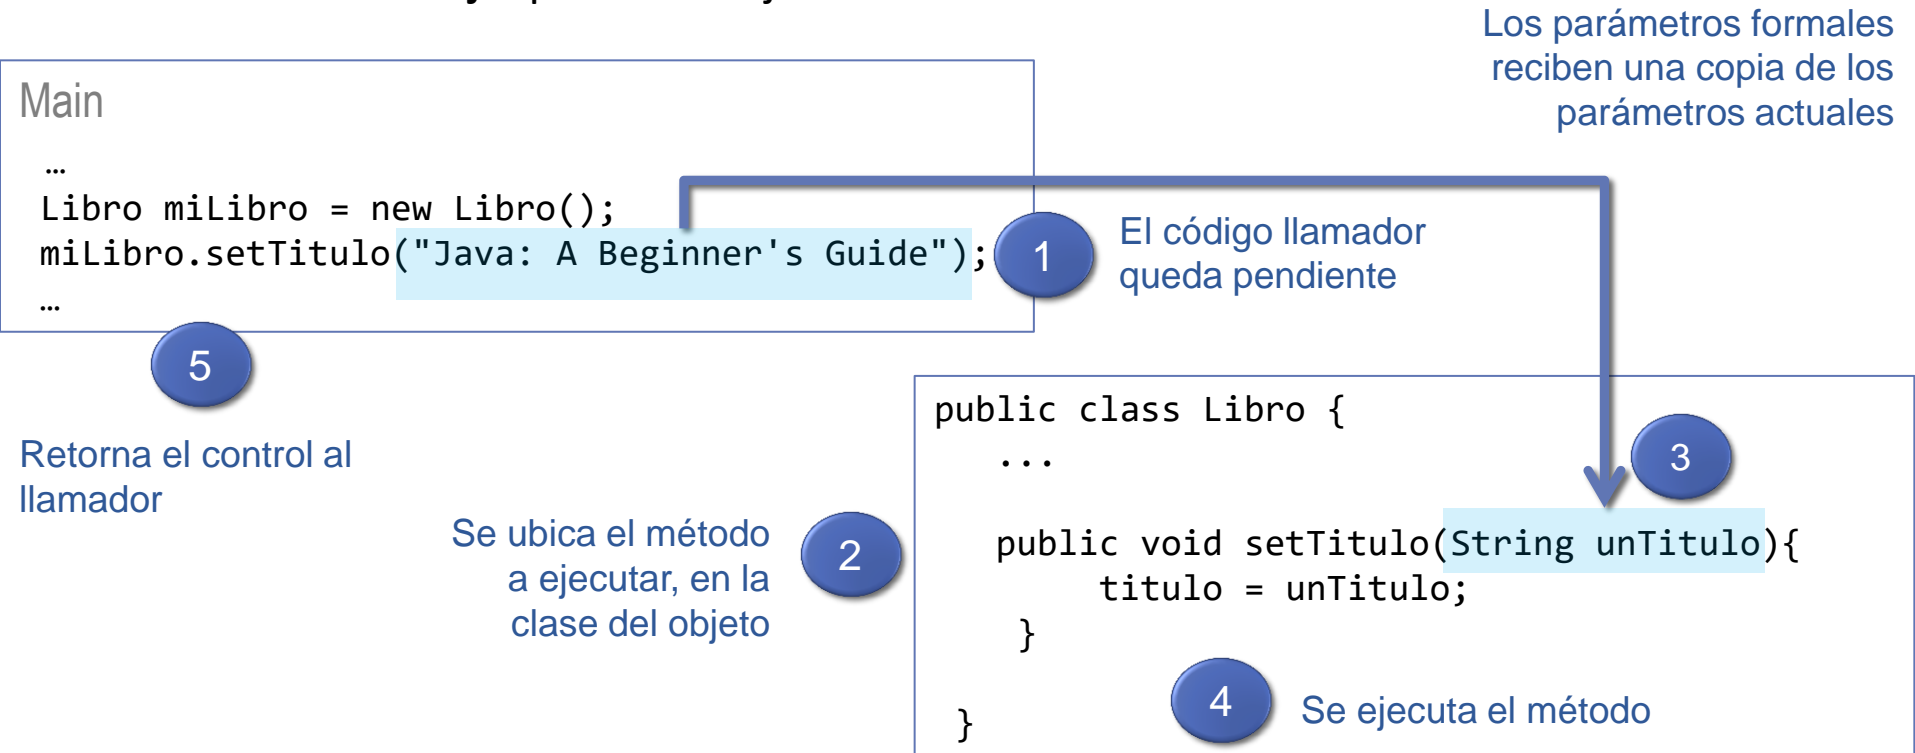 Los parámetros formales
reciben una copia de los
parámetros actuales
Main
…
Libro miLibro = new Libro();
miLibro.setTitulo("Java: A Beginner's Guide");
…
1
El código llamador
queda pendiente
5
Retorna el control al
llamador
Se ubica el método
a ejecutar, en la
clase del objeto
2
public class Libro {
...
3
public void setTitulo(String unTitulo){
titulo = unTitulo;
}
4
Se ejecuta el método
}